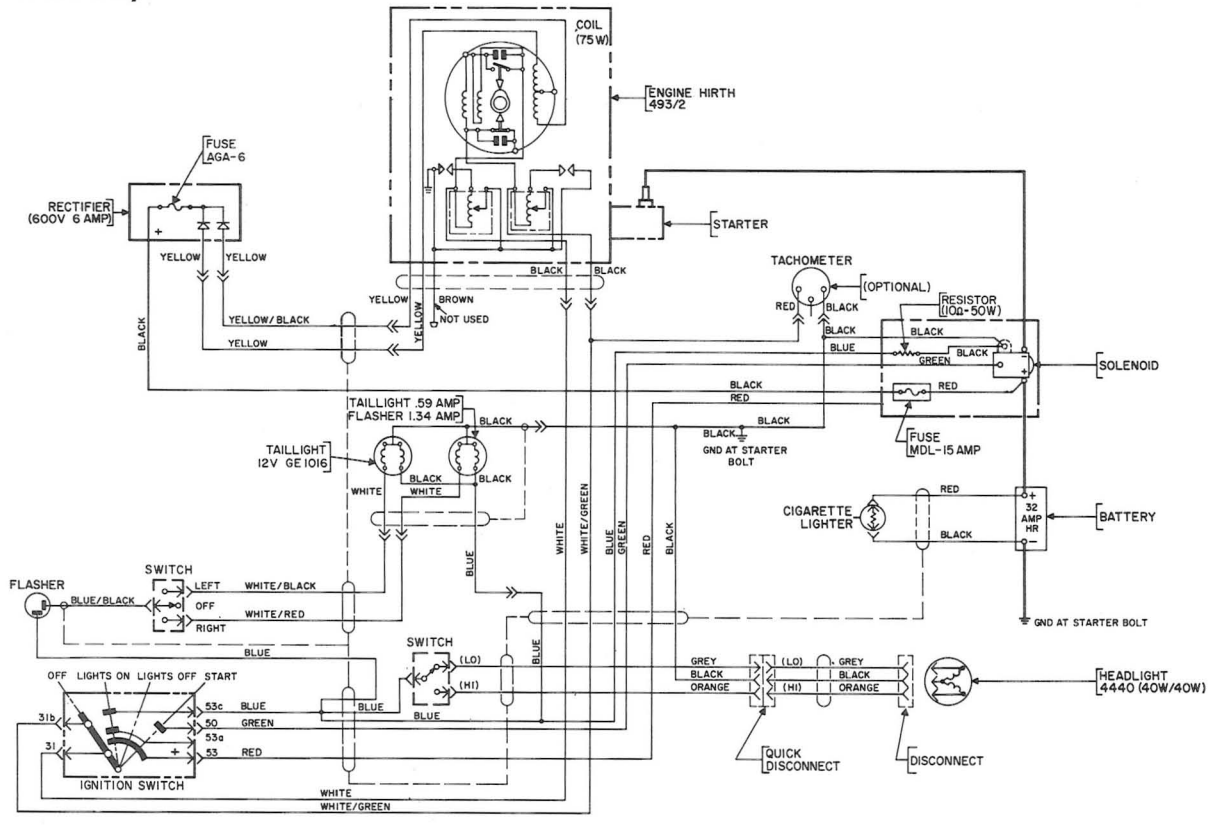 COIL
(75W)
ENGINE HIRTH
493/2
FUSE
AGA-6
RECTIFIER
(600V 6 AMP)
+
YELLOW
YELLOW
STARTER
BLACK
BLACK
TACHOMETER
(OPTIONAL)
RED
BLACK
YELLOW
BROWN
NOT USED
YELLOW
YELLOW/BLACK
YELLOW
BLACK
RESISTOR
(10Ω-50W)
BLACK
BLACK
BLUE
BLACK
GREEN
-
+
SOLENOID
BLACK
RED
RED
FUSE
MDL-15 AMP
TAILLIGHT .59 AMP
FLASHER 1.34 AMP
BLACK
BLACK
BLACK
GND AT STARTER
BOLT
TAILLIGHT
12V GE 1016
BLACK
BLACK
WHITE
WHITE
WHITE
WHITE/GREEN
BLUE
GREEN
RED
BLACK
BLUE
CIGARETTE
LIGHTER
RED
BLACK
+
32
AMP
HR
-
BATTERY
GND AT STARTER BOLT
FLASHER
BLUE/BLACK
SWITCH
LEFT
OFF
RIGHT
WHITE/BLACK
WHITE/RED
BLUE
SWITCH
(LO)
(HI)
BLUE
GREY
BLACK
ORANGE
(LO)
(HI)
GREY
BLACK
ORANGE
HEADLIGHT
4440 (40W/40W)
QUICK
DISCONNECT
DISCONNECT
OFF LIGHTS ON LIGHTS OFF START
31b
31
53c
50
53a
+ 53
BLUE
GREEN
RED
BLUE
BLUE
IGNITION SWITCH
WHITE
WHITE/GREEN